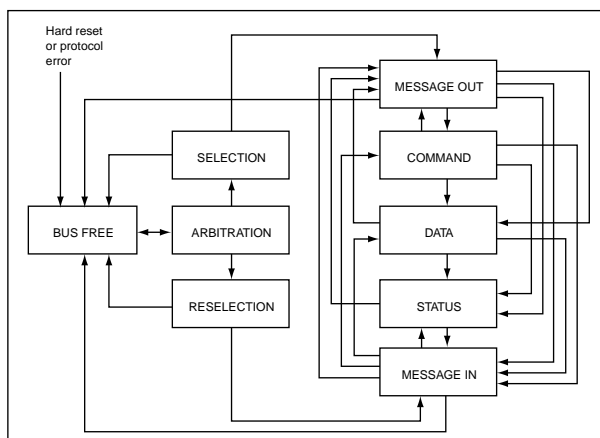 Hard reset
or protocol
error
MESSAGE OUT
SELECTION
COMMAND
BUS FREE
ARBITRATION
DATA
RESELECTION
STATUS
MESSAGE IN